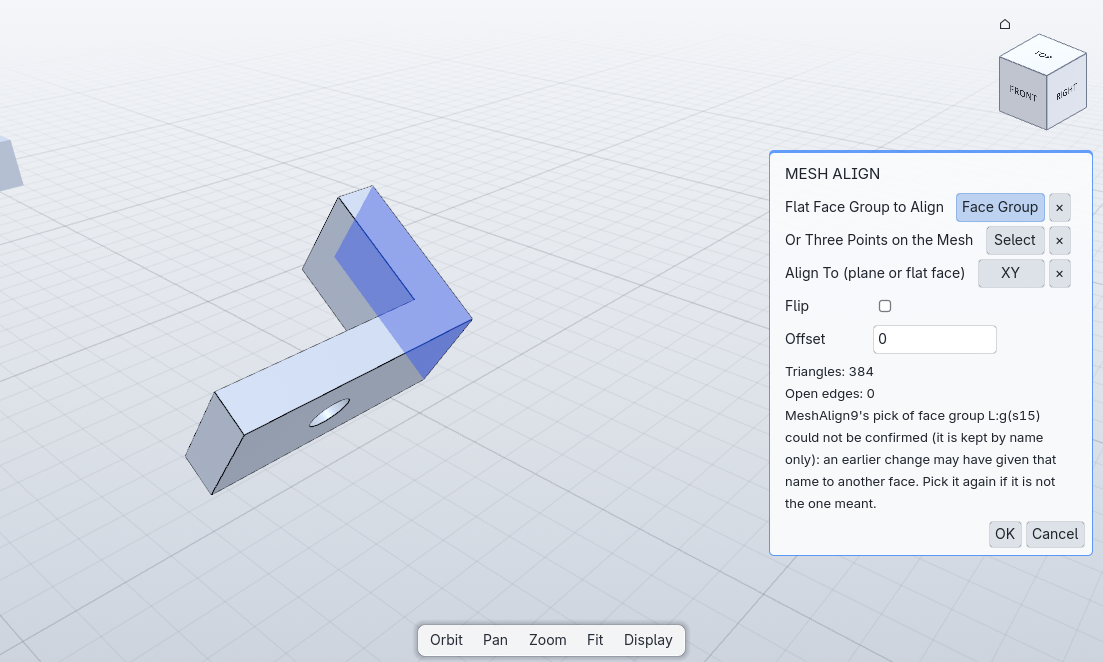 TOP
FRONT
RIGHT
MESH ALIGN
Flat Face Group to Align Face Group ×
Or Three Points on the Mesh Select ×
Align To (plane or flat face) XY ×
Flip
Offset 0
Triangles: 384
Open edges: 0
MeshAlign9's pick of face group L:g(s15)
could not be confirmed (it is kept by name
only): an earlier change may have given that
name to another face. Pick it again if it is not
the one meant.
OK Cancel
Orbit Pan Zoom Fit Display